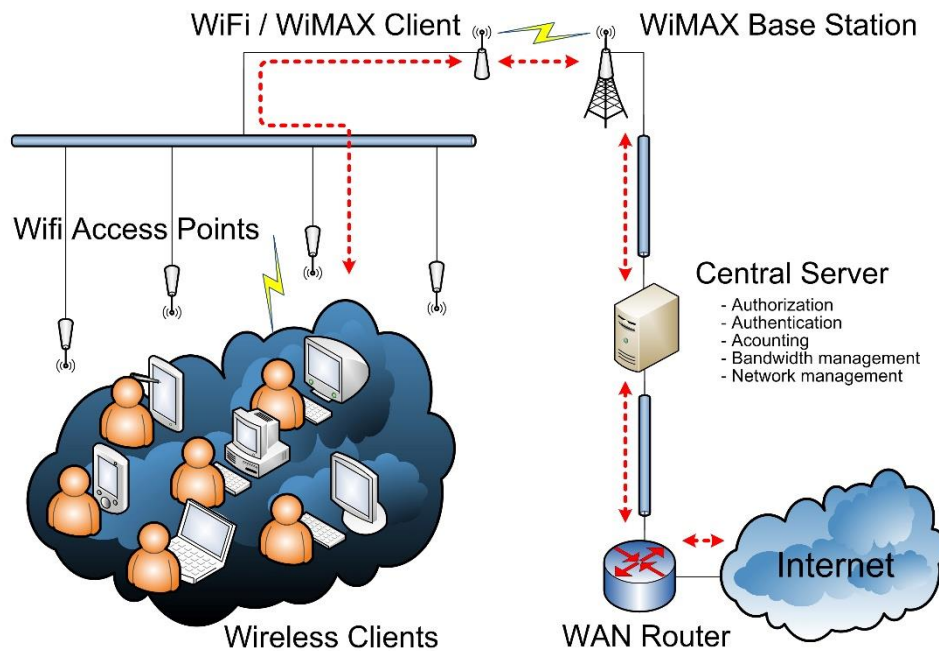 WiFi / WiMAX Client
WiMAX Base Station
Wifi Access Points
Central Server
- Authorization
- Authentication
- Acounting
- Bandwidth management
- Network management
Internet
Wireless Clients
WAN Router